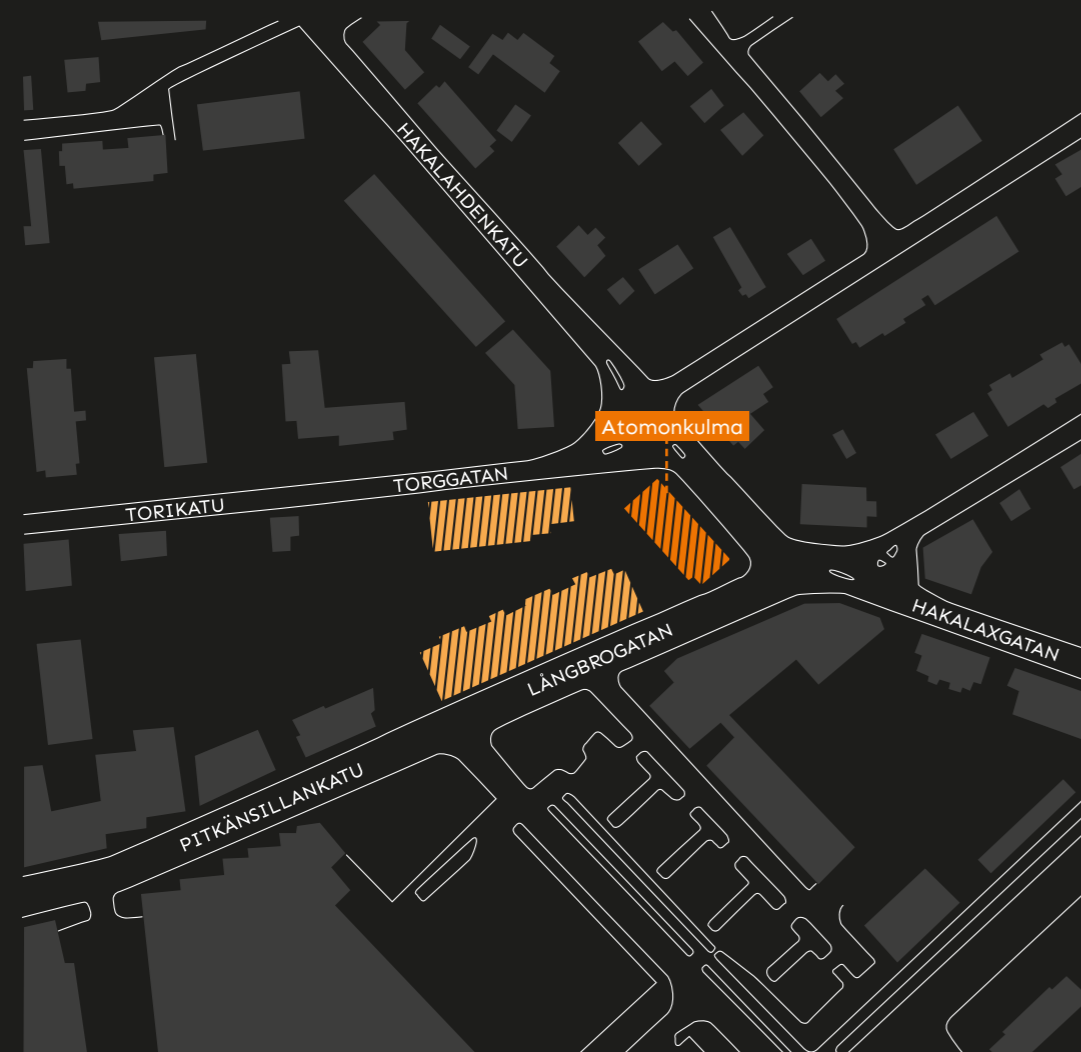 HAKALAHDENKATU
Atomonkulma
TORGGATAN
TORIKATU
HAKALAXGATAN
LÅNGBROGATAN
PITKÄNSILLANKATU